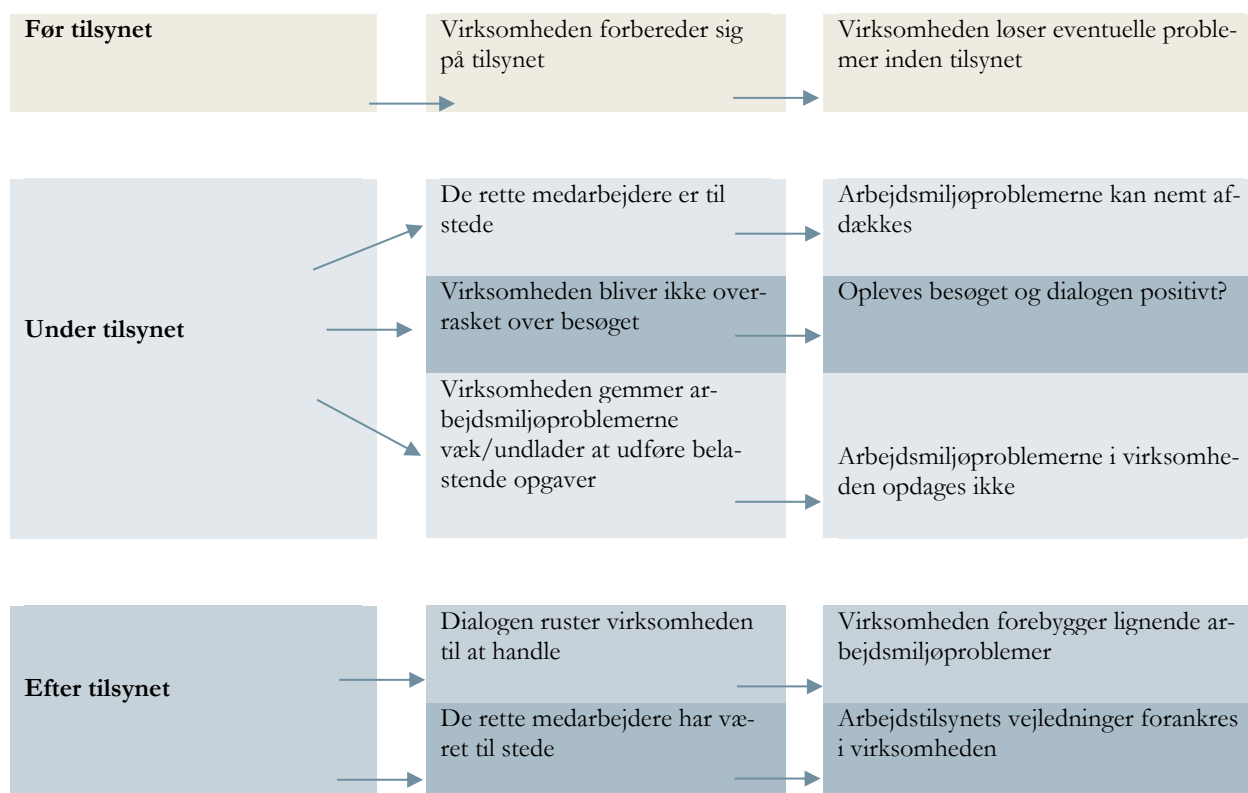 Før tilsynet
Virksomheden forbereder sig
på tilsynet
Virksomheden løser eventuelle proble-
mer inden tilsynet
Under tilsynet
De rette medarbejdere er til
stede
Arbejdsmiljøproblemerne kan nemt af-
dækkes
Virksomheden bliver ikke over-
rasket over besøget
Opleves besøget og dialogen positivt?
Virksomheden gemmer ar-
bejdsmiljøproblemerne
væk/undlader at udføre bela-
stende opgaver
Arbejdsmiljøproblemerne i virksomhe-
den opdages ikke
Efter tilsynet
Dialogen ruster virksomheden
til at handle
Virksomheden forebygger lignende ar-
bejdsmiljøproblemer
De rette medarbejdere har væ-
ret til stede
Arbejdstilsynets vejledninger forankres
i virksomheden